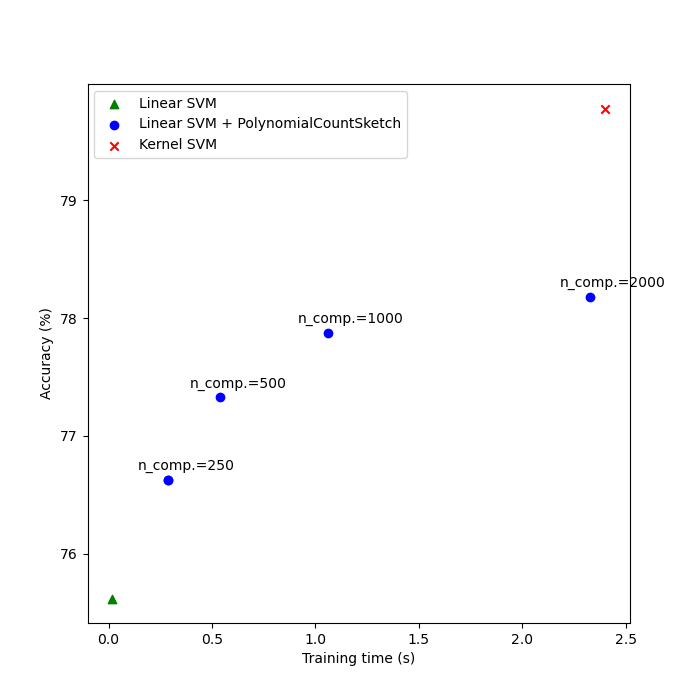 Linear SVM
Linear SVM + PolynomialCountSketch
Kernel SVM
79
n_comp.=2000
78
n_comp.=1000
n_comp.=500
77
n_comp.=250
76
Accuracy (%)
0.0 0.5 1.0 1.5 2.0 2.5
Training time (s)